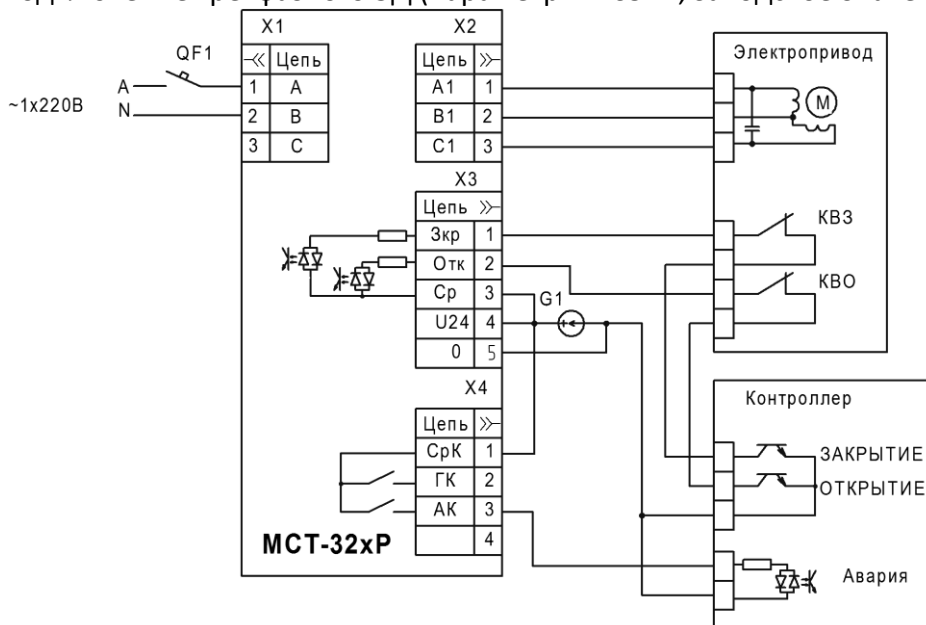 X1
X2
QF1
Цепь
Цепь
Электропривод
A
1
A
A1
1
M
~1x220В
N
2
B
B1
2
3
C
C1
3
X3
Цепь
КВЗ
Зкр
1
Отк
2
КВО
Ср
3
G1
U24
4
0
5
X4
Контроллер
Цепь
СрК
1
ЗАКРЫТИЕ
ГК
2
ОТКРЫТИЕ
АК
3
МСТ-32хР
4
Авария